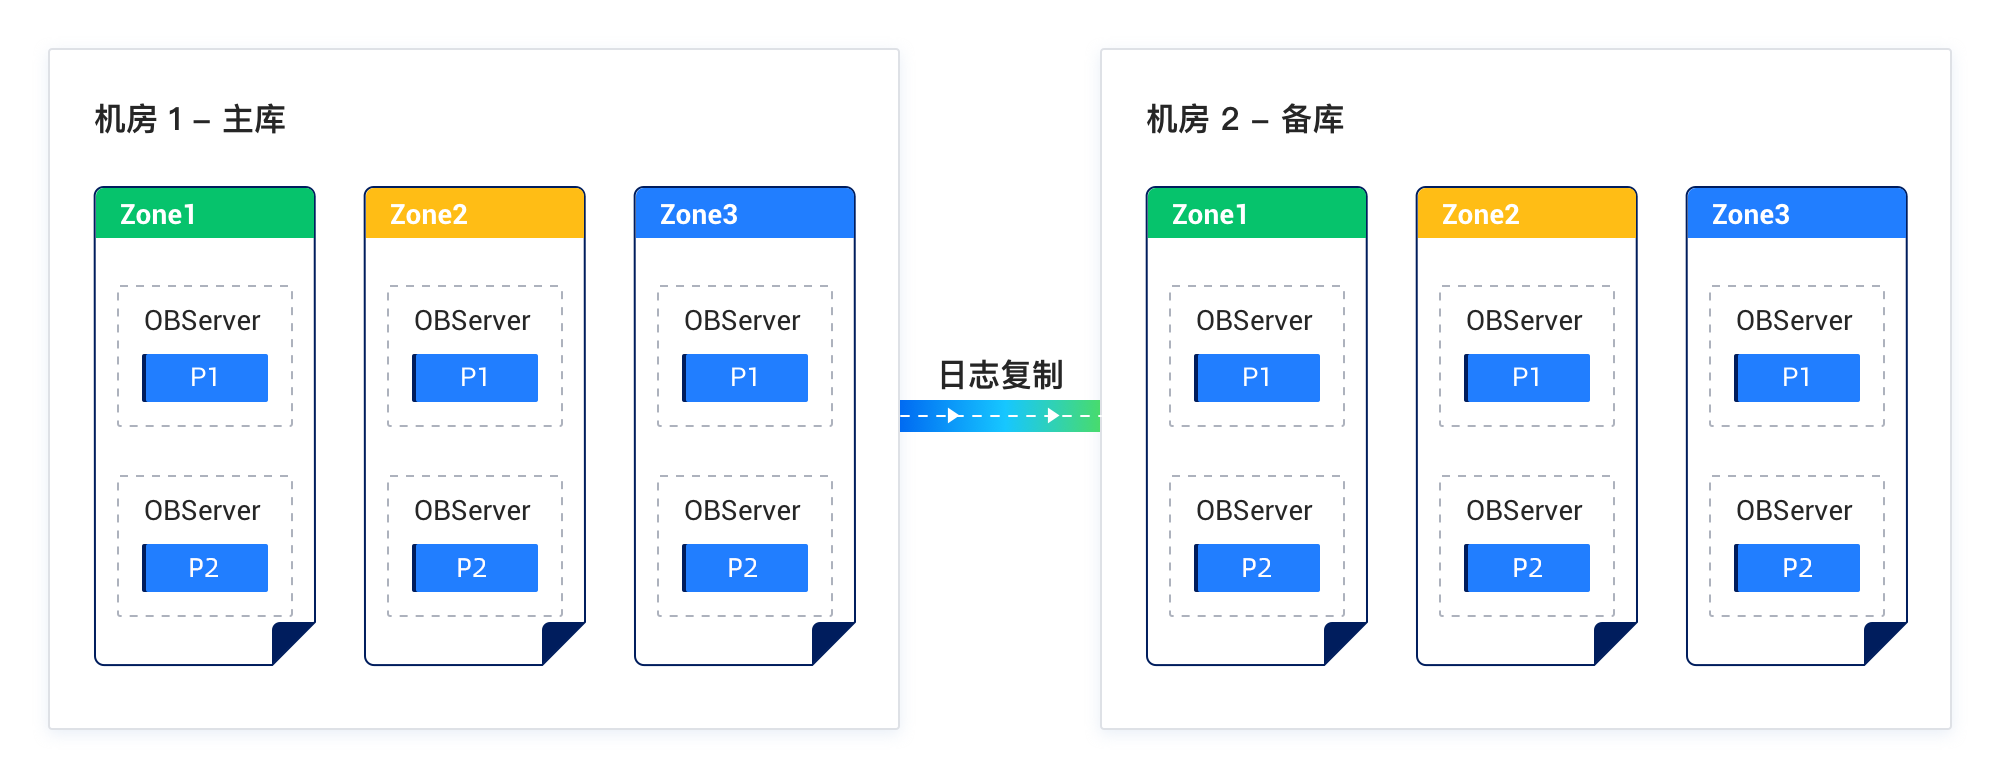 机房 1 – 主库
Zone1
OBServer
P1
OBServer
P2
Zone2
OBServer
P1
OBServer
P2
Zone3
OBServer
P1
OBServer
P2
日志复制
机房 2 – 备库
Zone1
OBServer
P1
OBServer
P2
Zone2
OBServer
P1
OBServer
P2
Zone3
OBServer
P1
OBServer
P2